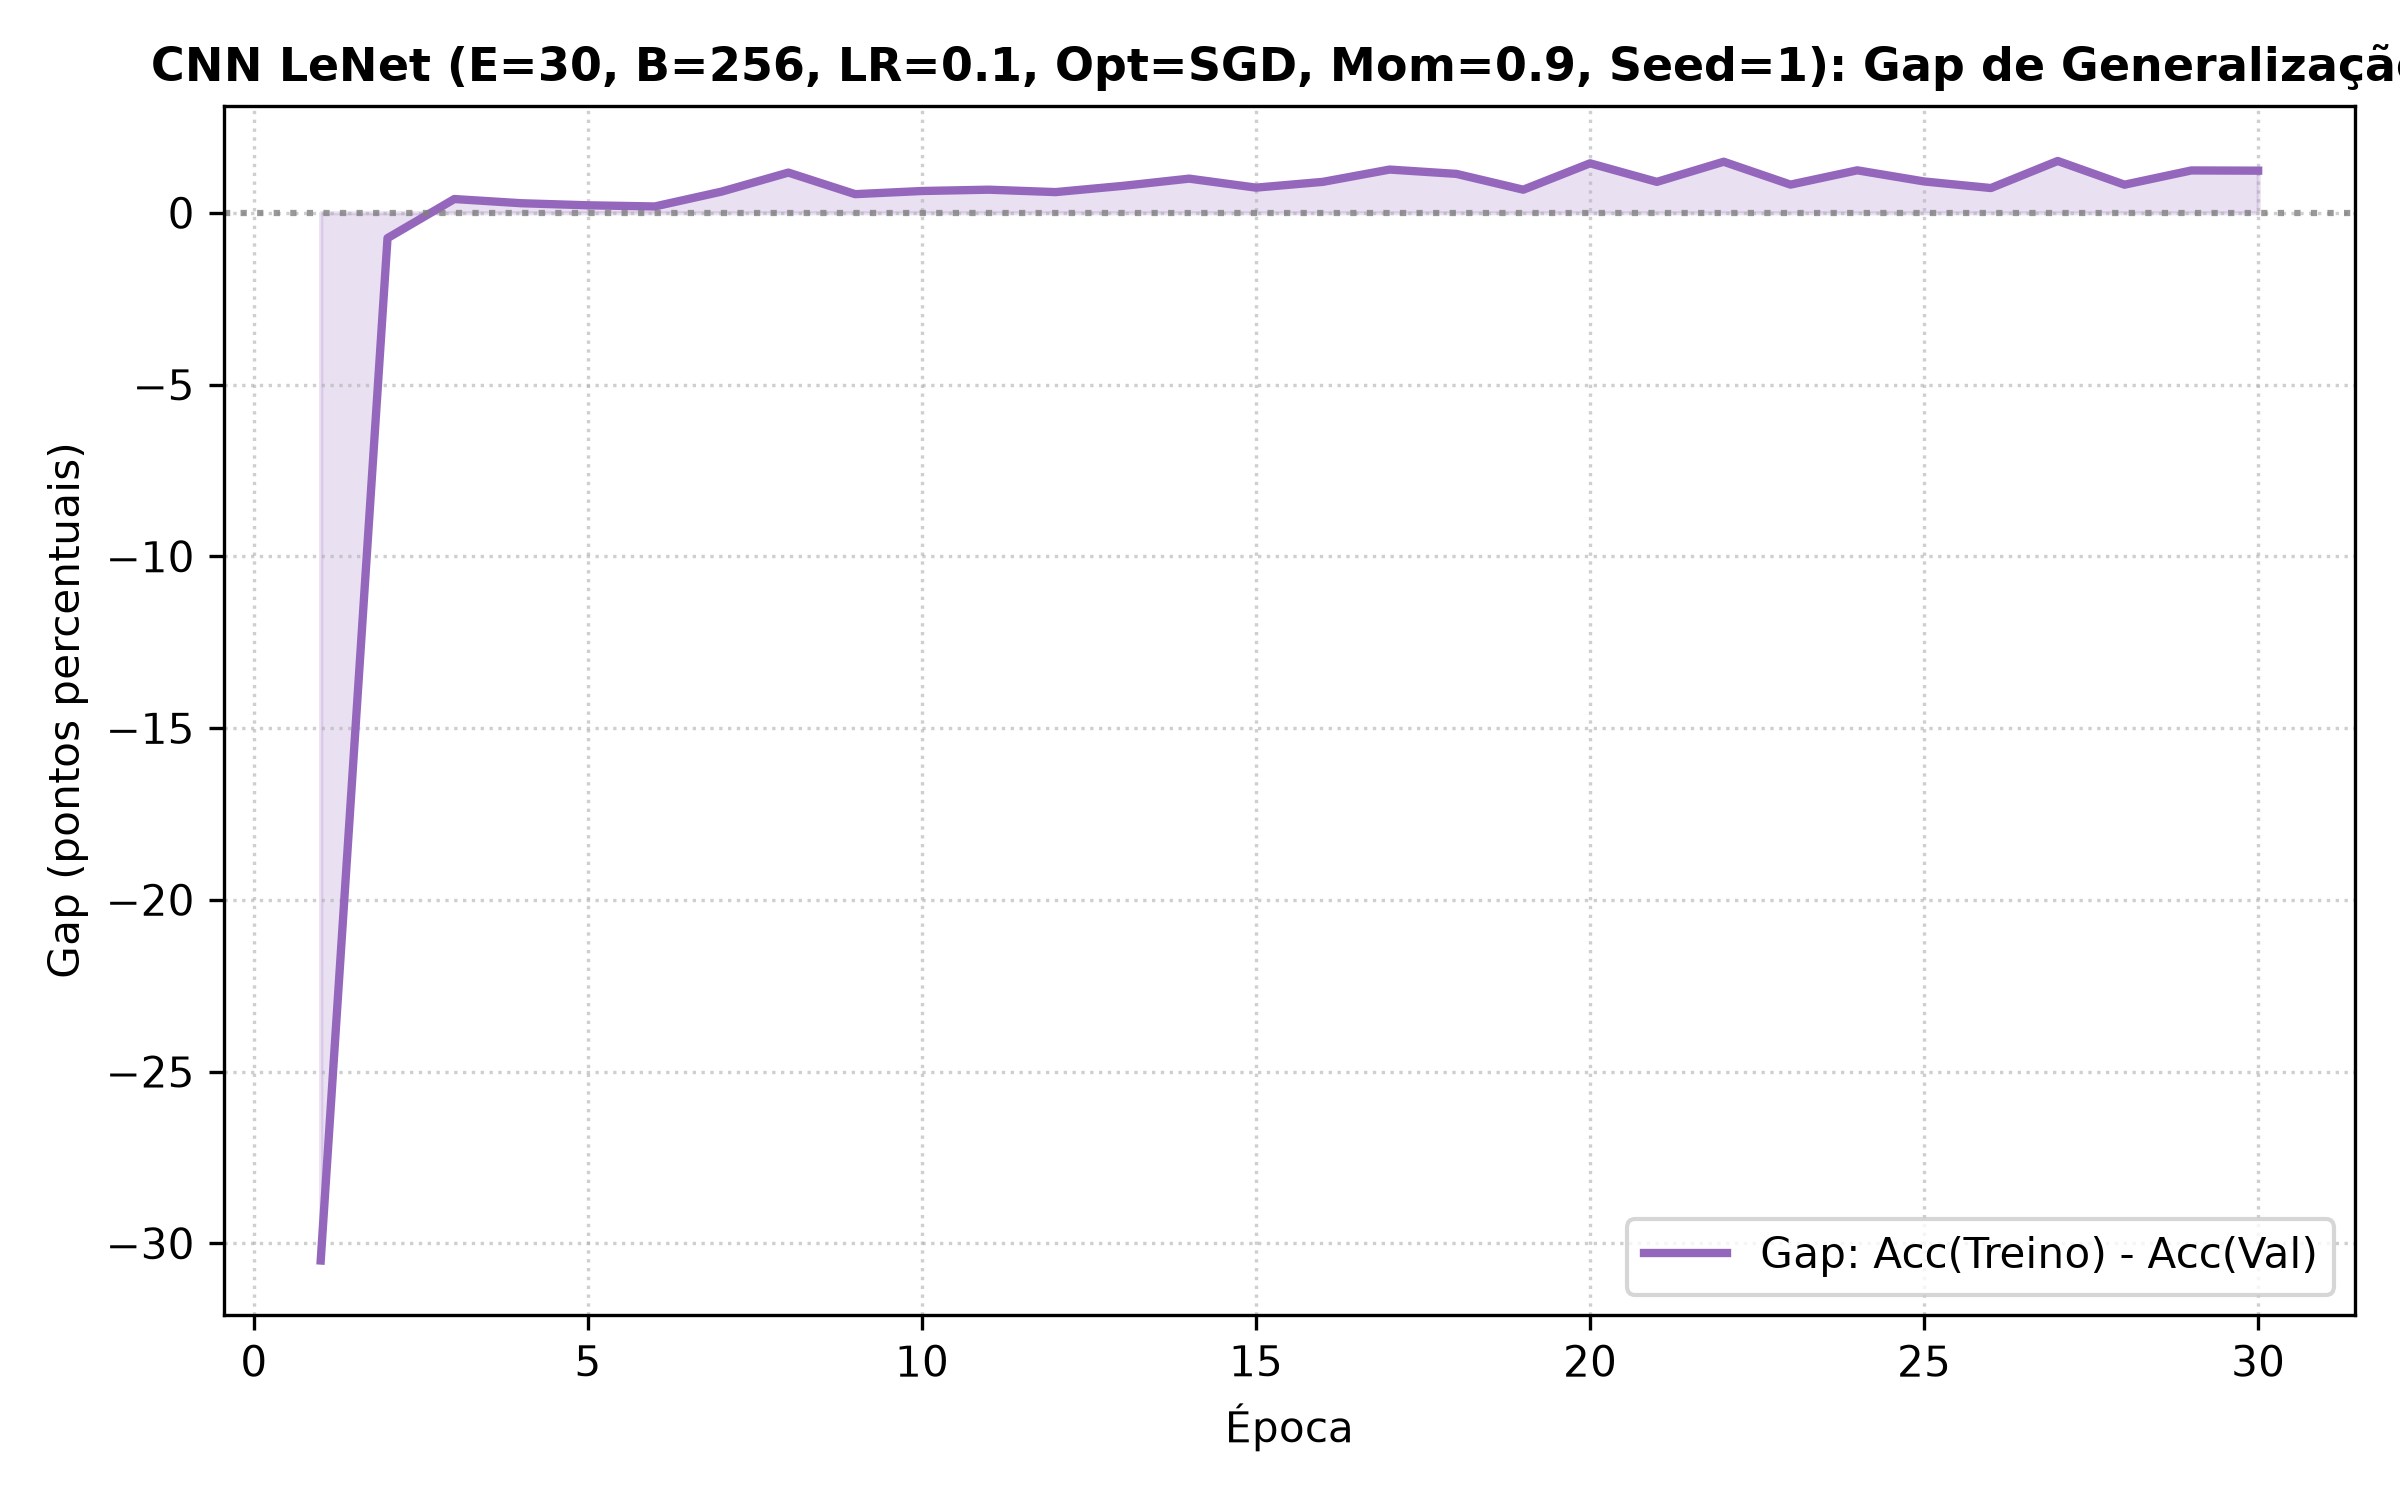 CNN LeNet (E=30, B=256, LR=0.1, Opt=SGD, Mom=0.9, Seed=1): Gap de Generalização
Gap (pontos percentuais)
0
−5
−10
−15
−20
−25
−30
Gap: Acc(Treino) - Acc(Val)
0 5 10 15 20 25 30
Época